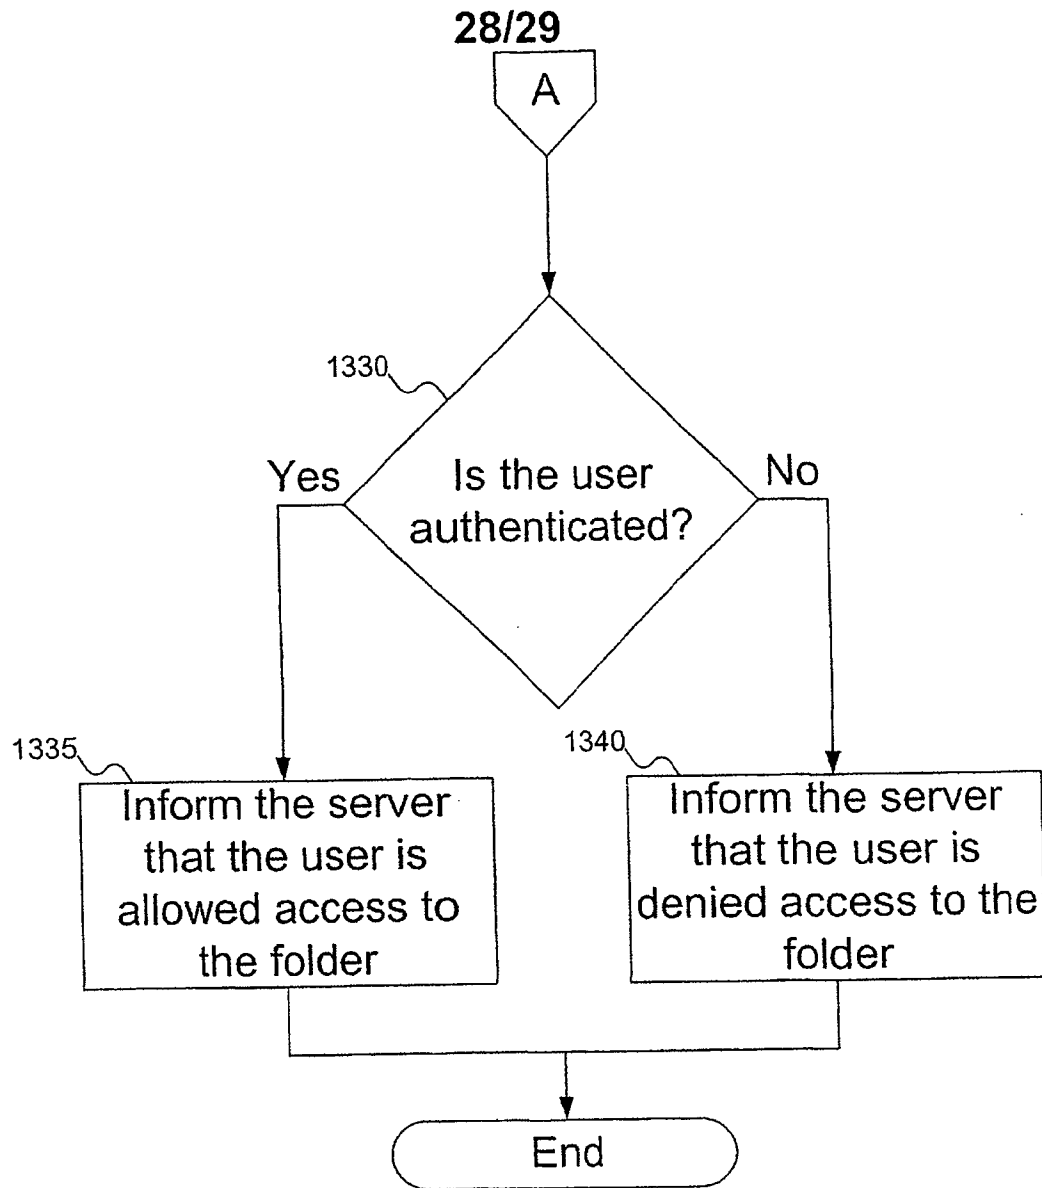 28/29
A
1330
Is the user
authenticated?
Yes
No
1335
Inform the server
that the user is
allowed access to
the folder
1340
Inform the server
that the user is
denied access to the
folder
End